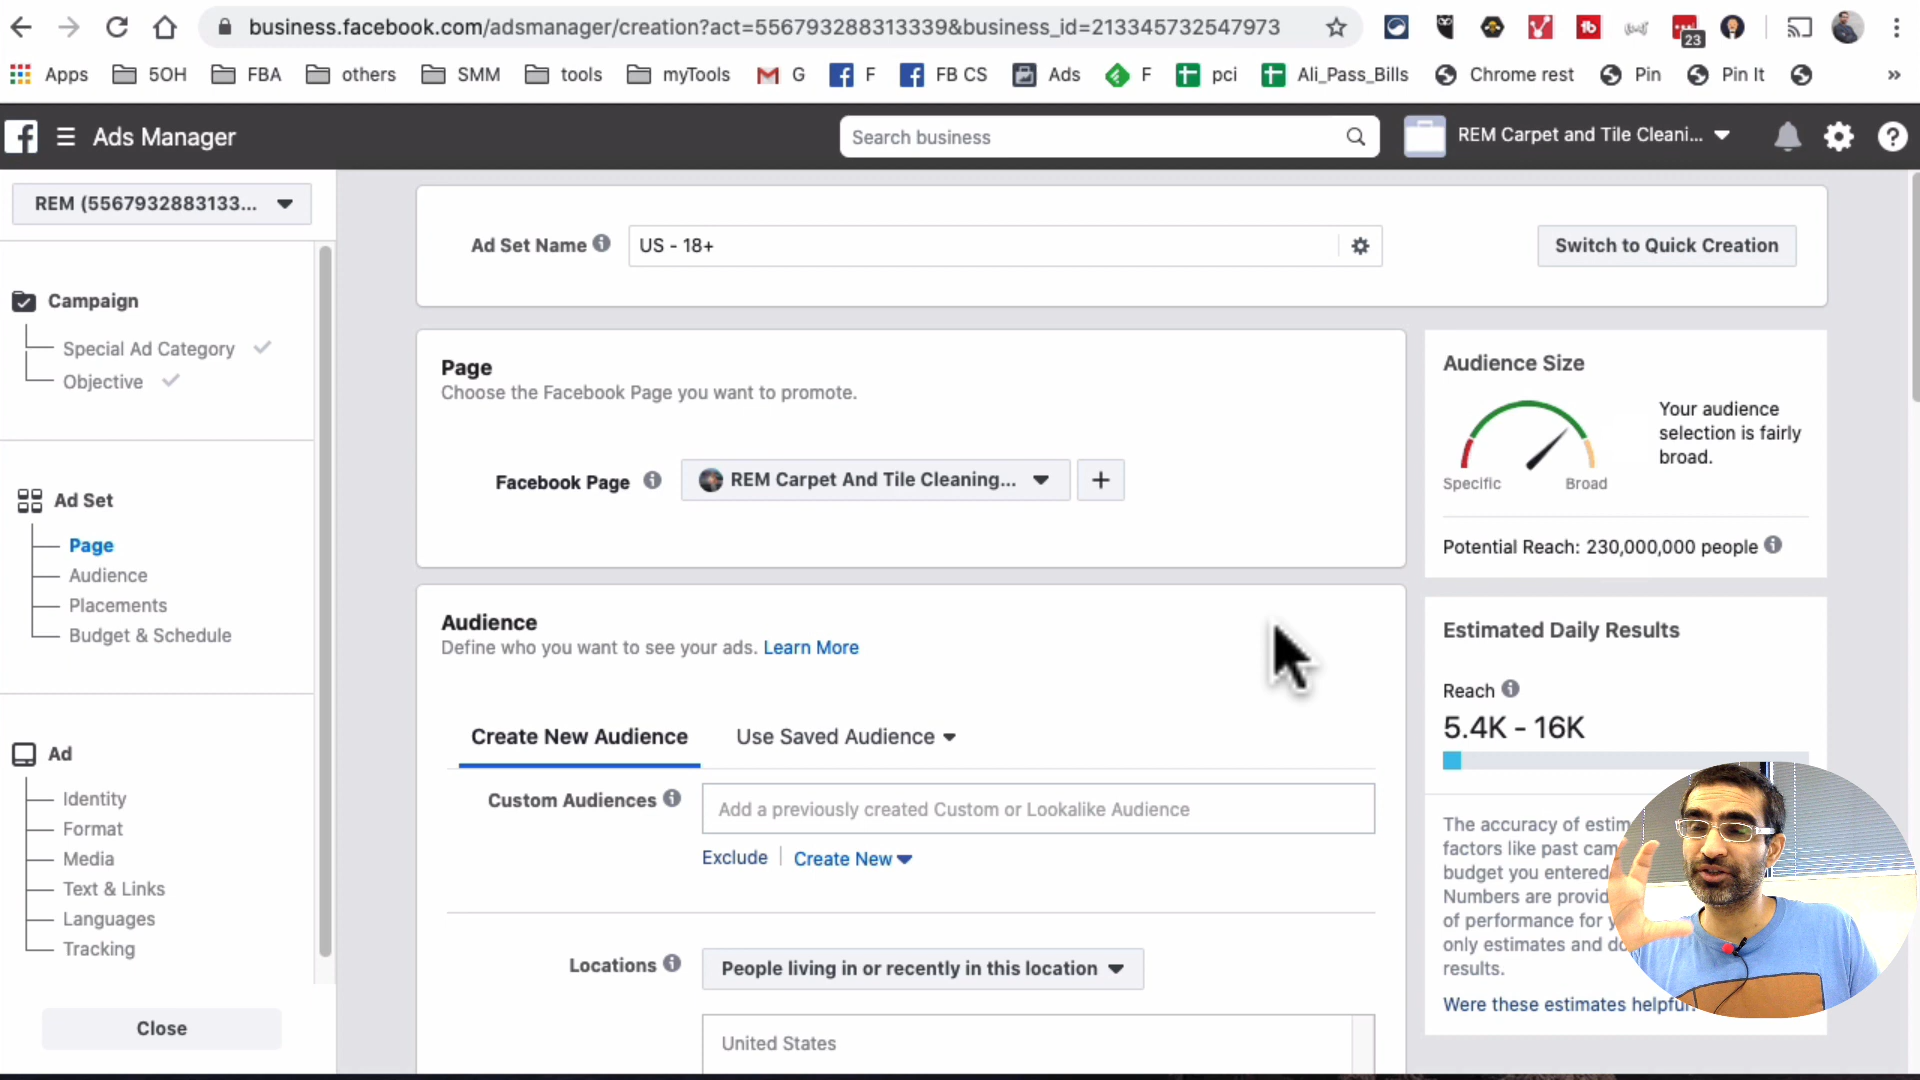 business.facebook.com/adsmanager/creation?act=556793288313339&business_id=213345732547973
23
Apps 5OH FBA others SMM tools myTools G F FB CS Ads F pci Ali_Pass_Bills Chrome rest Pin Pin It »
Ads Manager
Search business
REM Carpet and Tile Cleani...
REM (5567932883133...
Ad Set Name
US - 18+
Switch to Quick Creation
Campaign
Special Ad Category
Objective
Ad Set
Page
Audience
Placements
Budget & Schedule
Ad
Identity
Format
Media
Text & Links
Languages
Tracking
Close
Page
Choose the Facebook Page you want to promote.
Facebook Page
REM Carpet And Tile Cleaning...
+
Audience
Define who you want to see your ads. Learn More
Create New Audience
Use Saved Audience
Custom Audiences
Add a previously created Custom or Lookalike Audience
Exclude
Create New
Locations
People living in or recently in this location
United States
Audience Size
Your audience
selection is fairly
broad.
Specific
Broad
Potential Reach: 230,000,000 people
Estimated Daily Results
Reach
5.4K - 16K
The accuracy of
factors like past
budget you entered
Numbers are
of performance for
only estimates and
results.
Were these estimates